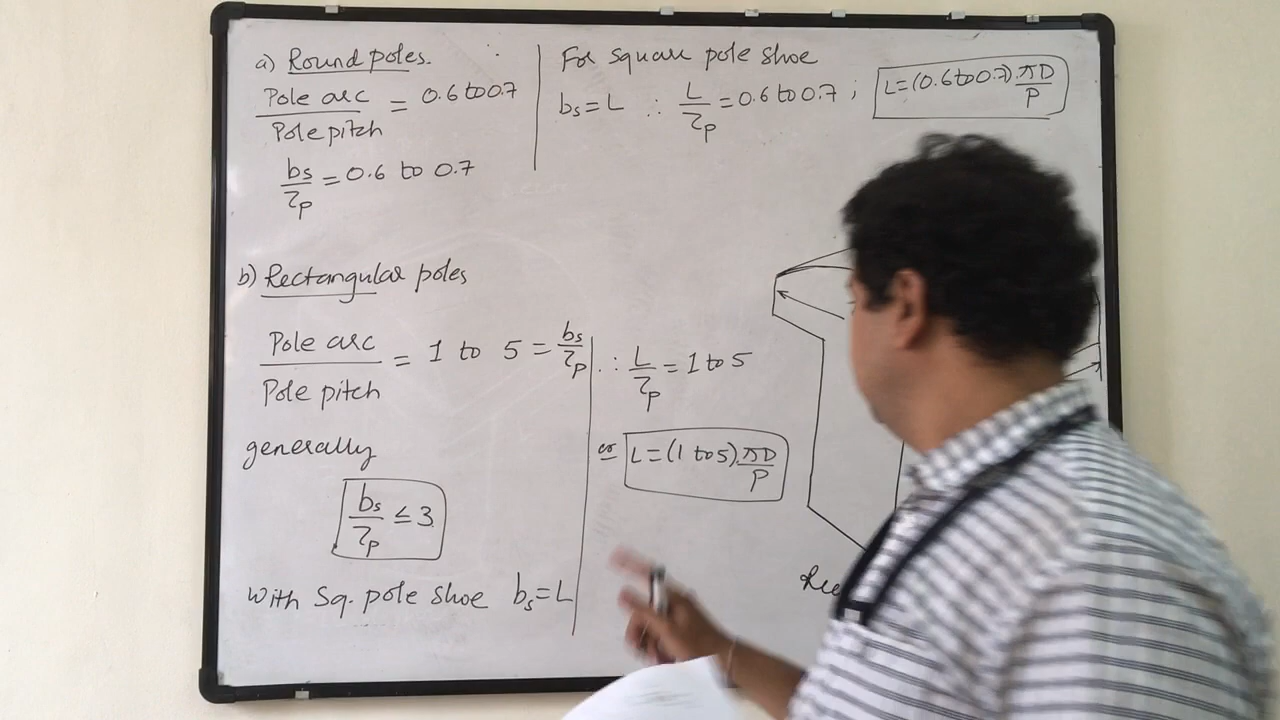 a) Round poles.
Pole arc / Pole pitch = 0.6 to 0.7
bs/τp = 0.6 to 0.7
For square pole shoe
bs = L ∴ L/τp = 0.6 to 0.7 ; L = (0.6 to 0.7) πD/P
b) Rectangular poles
Pole arc / Pole pitch = 1 to 5 = bs/τp
generally
bs/τp ≤ 3
with Sq. pole shoe bs = L
∴ L/τp = 1 to 5
or L = (1 to 5) πD/P